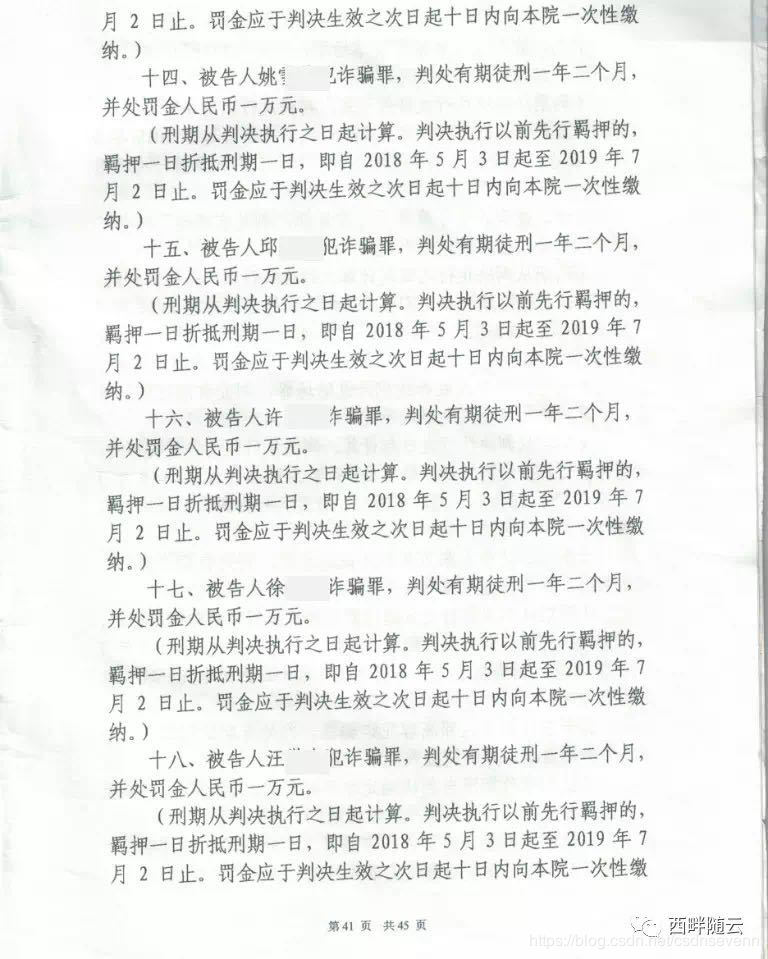 月 2 日止。罚金应于判决生效之次日起十日内向本院一次性缴
纳。)
十四、被告人姚 犯诈骗罪，判处有期徒刑一年二个月，
并处罚金人民币一万元。
(刑期从判决执行之日起计算。判决执行以前先行羁押的，
羁押一日折抵刑期一日，即自 2018 年 5 月 3 日起至 2019 年 7
月 2 日止。罚金应于判决生效之次日起十日内向本院一次性缴
纳。)
十五、被告人邱 犯诈骗罪，判处有期徒刑一年二个月，
并处罚金人民币一万元。
(刑期从判决执行之日起计算。判决执行以前先行羁押的，
羁押一日折抵刑期一日，即自 2018 年 5 月 3 日起至 2019 年 7
月 2 日止。罚金应于判决生效之次日起十日内向本院一次性缴
纳。)
十六、被告人许 诈骗罪，判处有期徒刑一年二个月，
并处罚金人民币一万元。
(刑期从判决执行之日起计算。判决执行以前先行羁押的，
羁押一日折抵刑期一日，即自 2018 年 5 月 3 日起至 2019 年 7
月 2 日止。罚金应于判决生效之次日起十日内向本院一次性缴
纳。)
十七、被告人徐 诈骗罪，判处有期徒刑一年二个月，
并处罚金人民币一万元。
(刑期从判决执行之日起计算。判决执行以前先行羁押的，
羁押一日折抵刑期一日，即自 2018 年 5 月 3 日起至 2019 年 7
月 2 日止。罚金应于判决生效之次日起十日内向本院一次性缴
纳。)
十八、被告人汪 犯诈骗罪，判处有期徒刑一年二个月，
并处罚金人民币一万元。
(刑期从判决执行之日起计算。判决执行以前先行羁押的，
羁押一日折抵刑期一日，即自 2018 年 5 月 3 日起至 2019 年 7
月 2 日止。罚金应于判决生效之次日起十日内向本院一次性缴
第 41 页 共 45 页
西畔随云
https://blog.csdn.net/csdnsevenn